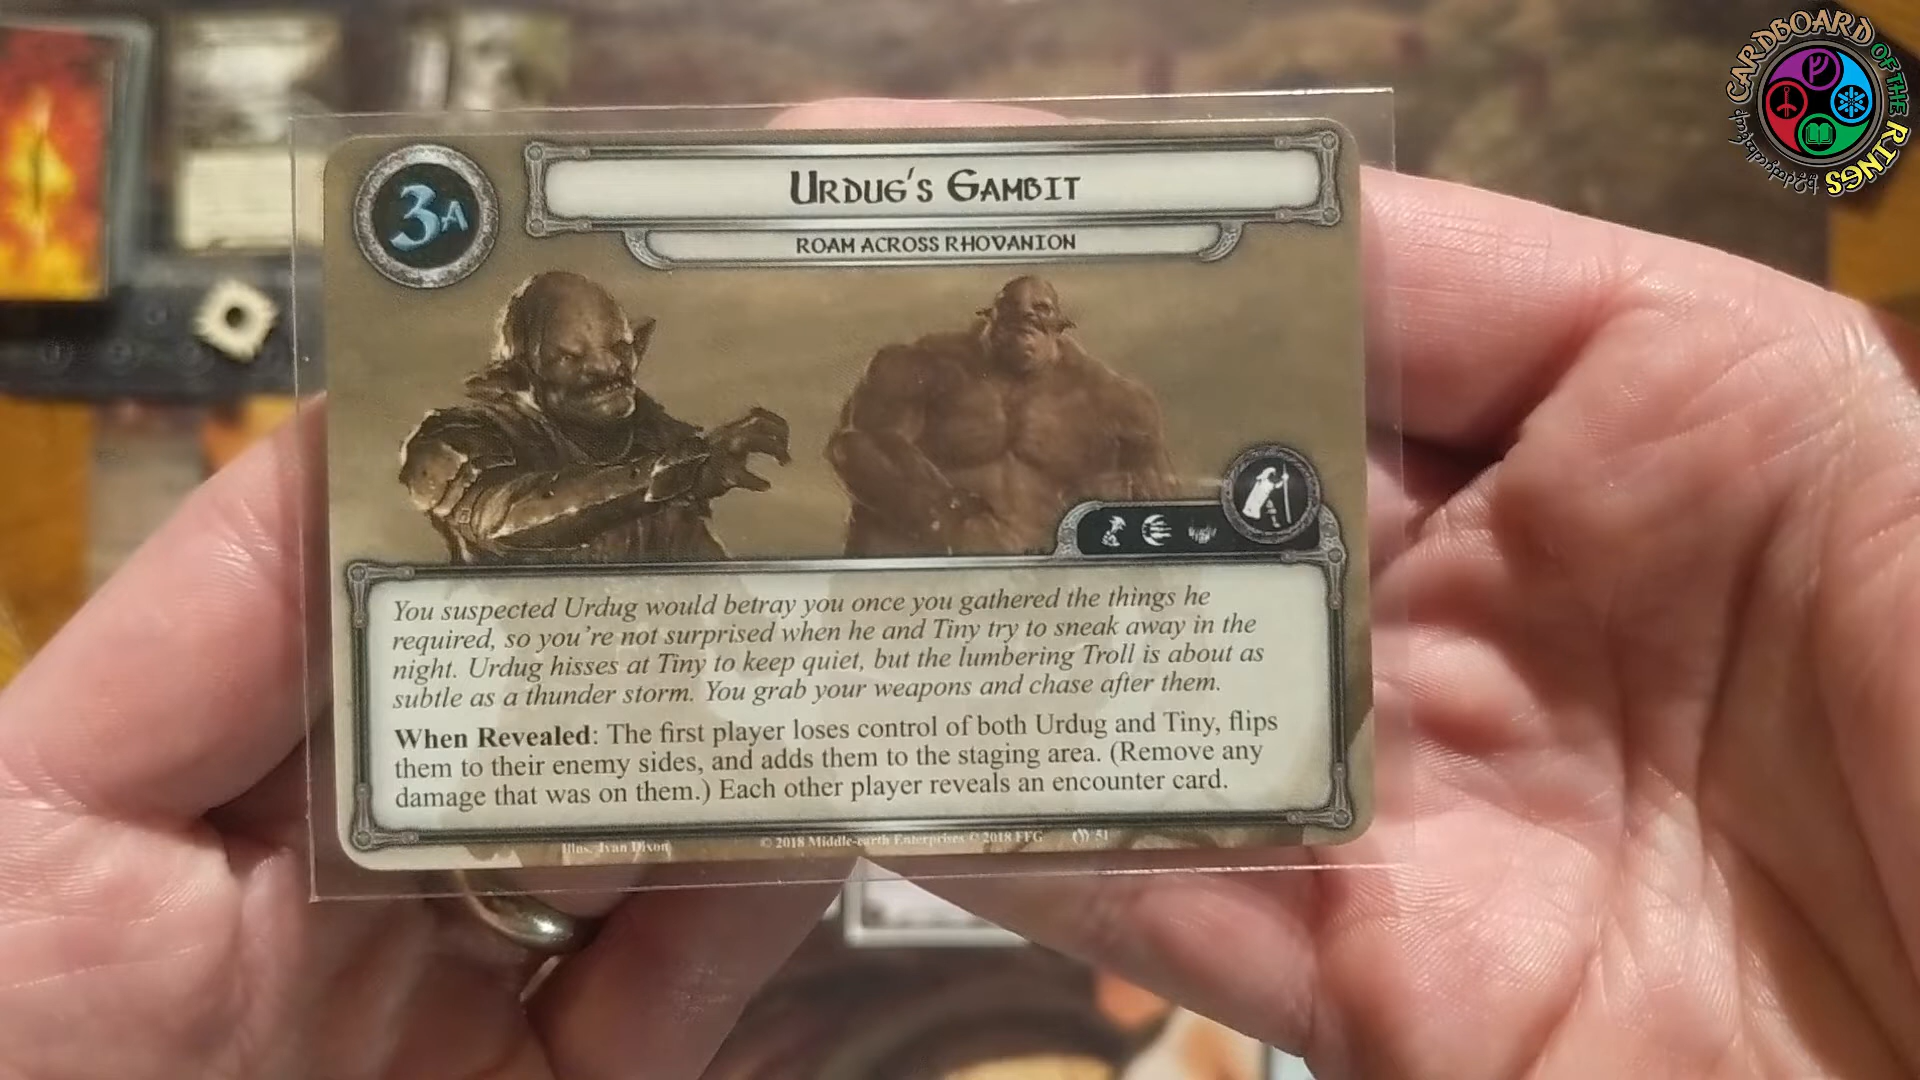 3A
URDUG'S GAMBIT
ROAM ACROSS RHOVANION
You suspected Urdug would betray you once you gathered the things he
required, so you're not surprised when he and Tiny try to sneak away in the
night. Urdug hisses at Tiny to keep quiet, but the lumbering Troll is about as
subtle as a thunder storm. You grab your weapons and chase after them.
When Revealed: The first player loses control of both Urdug and Tiny, flips
them to their enemy sides, and adds them to the staging area. (Remove any
damage that was on them.) Each other player reveals an encounter card.
Illus. Ivan Dixon
© 2018 Middle-earth Enterprises © 2018 FFG
51
CARDBOARD OF THE RINGS